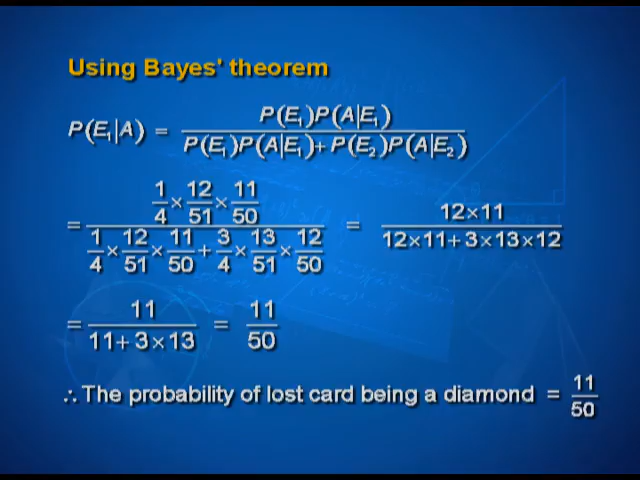 Using Bayes' theorem
P(E₁|A) = P(E₁)P(A|E₁) / P(E₁)P(A|E₁)+P(E₂)P(A|E₂)
= 1/4 × 12/51 × 11/50 / 1/4 × 12/51 × 11/50 + 3/4 × 13/51 × 12/50 = 12×11 / 12×11+3×13×12
= 11 / 11+3×13 = 11/50
∴ The probability of lost card being a diamond = 11/50